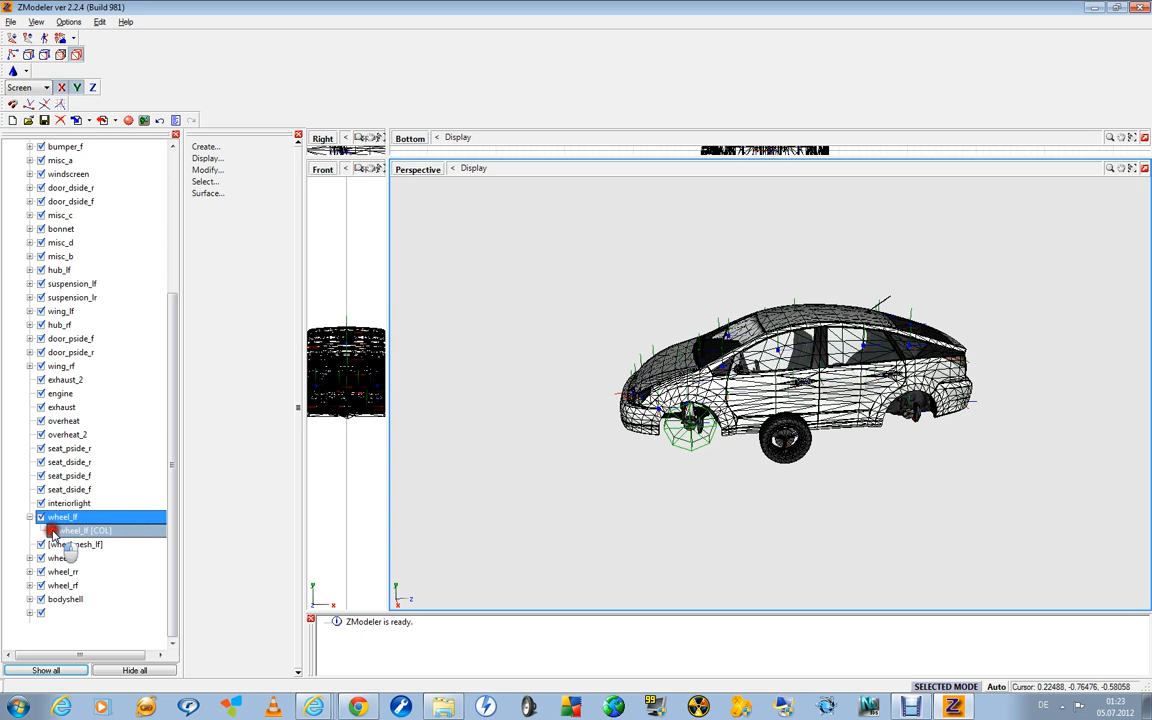 ZModeler ver 2.2.4 (Build 981)
File View Options Edit Help
Screen X Y Z
bumper_f
misc_a
windscreen
door_dside_r
door_dside_f
misc_c
bonnet
misc_d
misc_b
hub_lf
suspension_lf
suspension_lr
wing_lf
hub_rf
door_pside_f
door_pside_r
wing_rf
exhaust_2
engine
exhaust
overheat
overheat_2
seat_pside_r
seat_dside_r
seat_pside_f
seat_dside_f
interiorlight
wheel_lf
wheel_lf [COL]
wheel_rr
wheel_rf
bodyshell
Show all Hide all
Create...
Display...
Modify...
Select...
Surface...
Right <
Bottom < Display
Front <
Perspective < Display
y
z x
y
x z
ZModeler is ready.
SELECTED MODE Auto Cursor: 0.22488, -0.76476, -0.58058
99
DE
01:23
05.07.2012